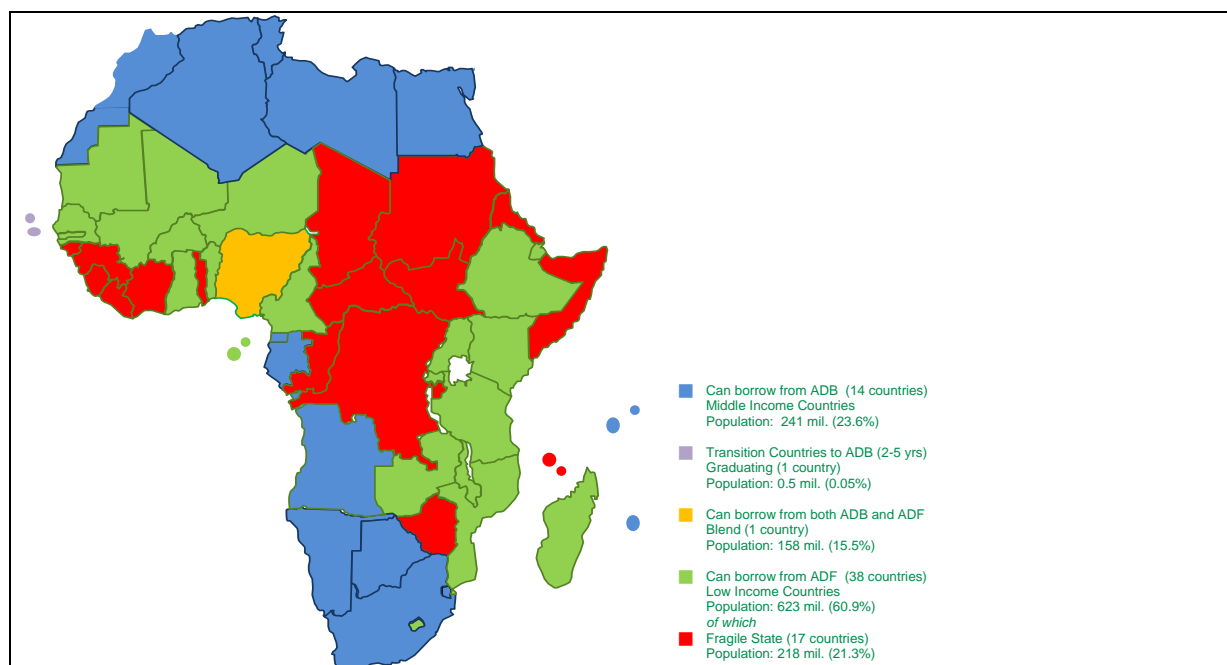 Can borrow from ADB (14 countries)
Middle Income Countries
Population: 241 mil. (23.6%)
Transition Countries to ADB (2-5 yrs)
Graduating (1 country)
Population: 0.5 mil. (0.05%)
Can borrow from both ADB and ADF
Blend (1 country)
Population: 158 mil. (15.5%)
Can borrow from ADF (38 countries)
Low Income Countries
Population: 623 mil. (60.9%)
of which
Fragile State (17 countries)
Population: 218 mil. (21.3%)